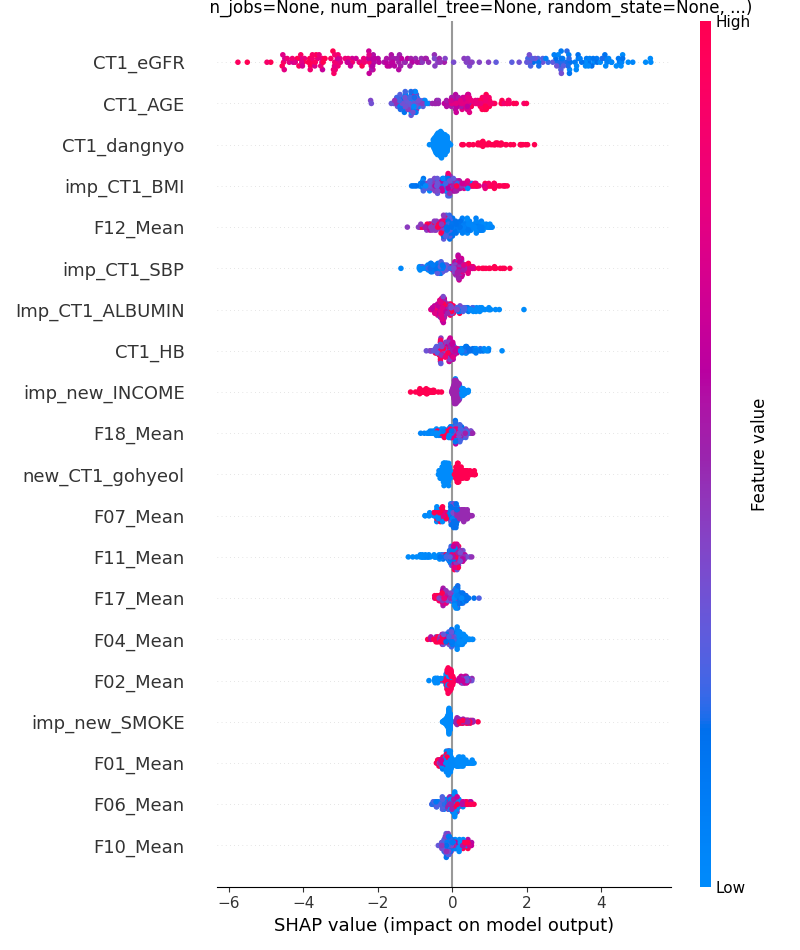 n_jobs=None, num_parallel_tree=None, random_state=None, ...)
High
CT1_eGFR
CT1_AGE
CT1_dangnyo
imp_CT1_BMI
F12_Mean
imp_CT1_SBP
Imp_CT1_ALBUMIN
CT1_HB
imp_new_INCOME
F18_Mean
new_CT1_gohyeol
F07_Mean
F11_Mean
F17_Mean
F04_Mean
F02_Mean
imp_new_SMOKE
F01_Mean
F06_Mean
F10_Mean
Feature value
Low
−6 −4 −2 0 2 4
SHAP value (impact on model output)